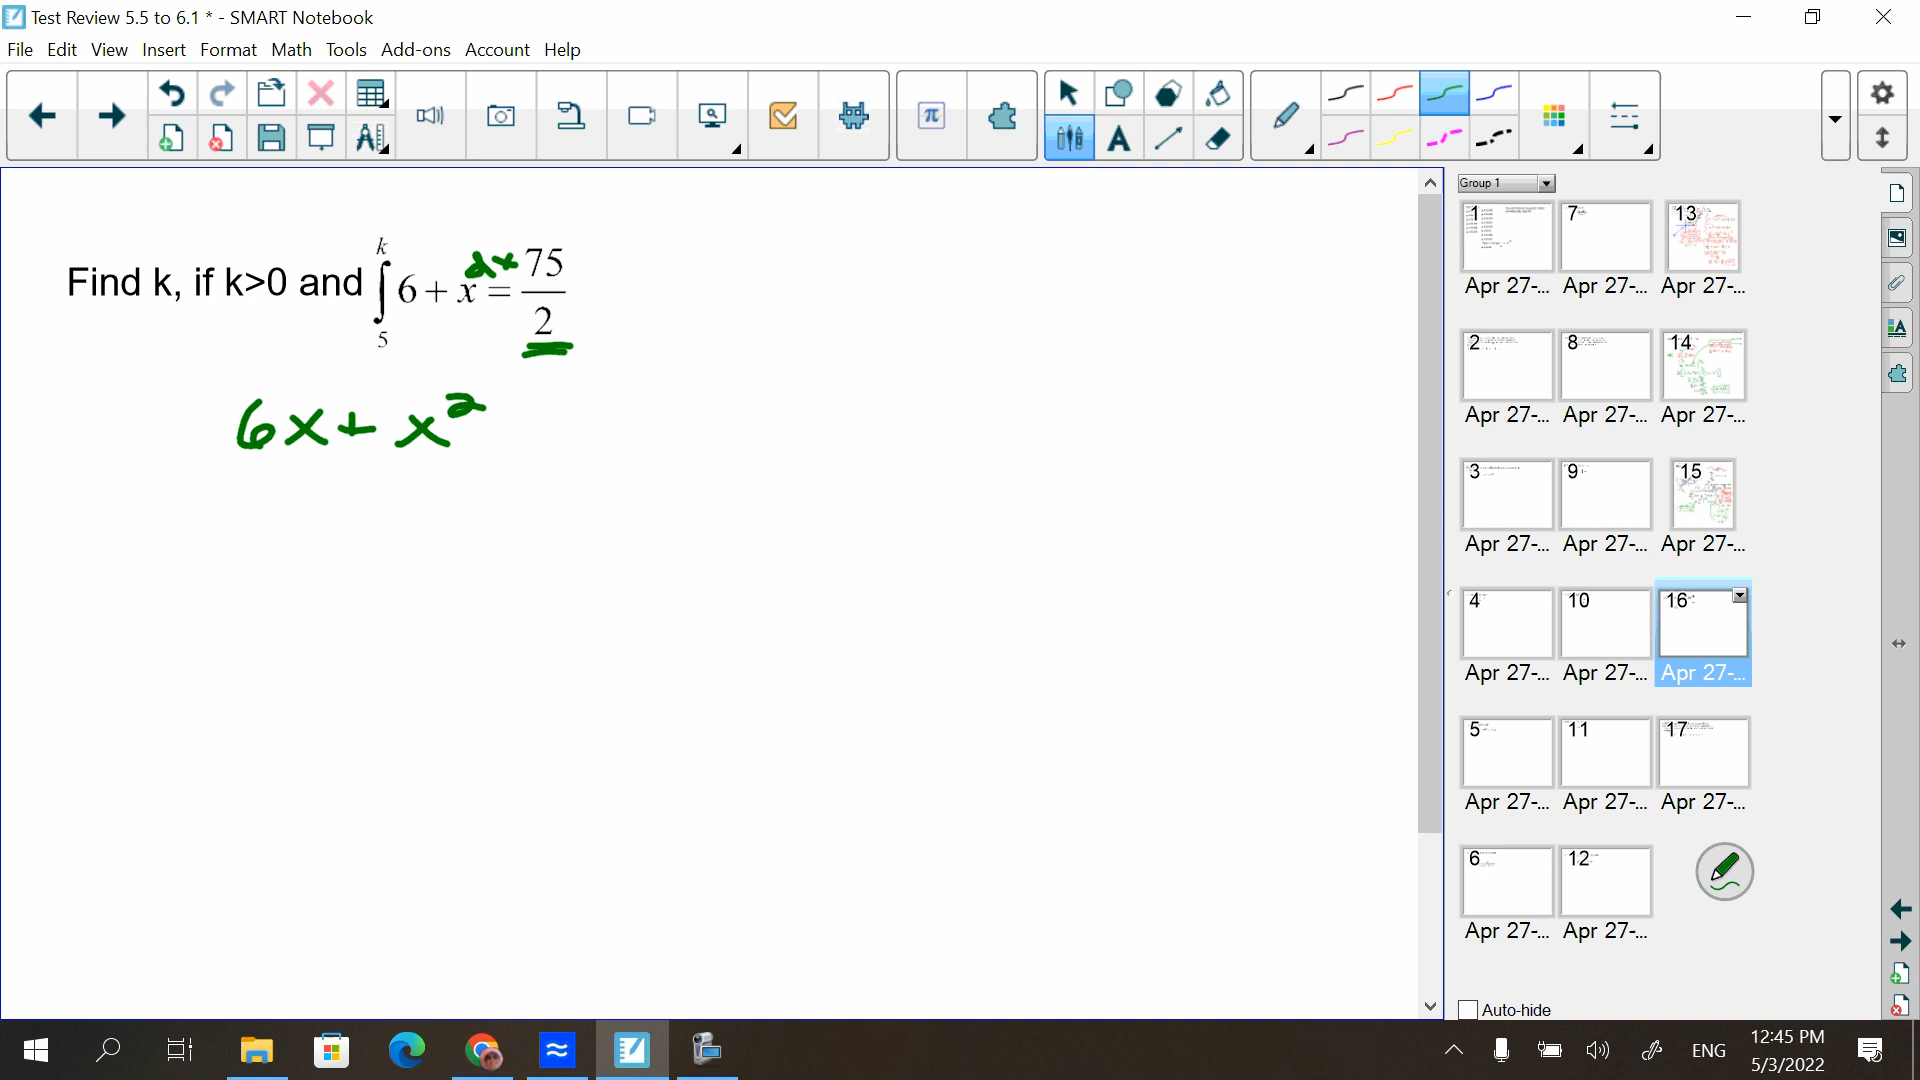 Test Review 5.5 to 6.1 * - SMART Notebook
File Edit View Insert Format Math Tools Add-ons Account Help
Group 1
Find k, if k>0 and ∫₅ᵏ 6 + x dx = 75/2
6x + x²
1 7 13
Apr 27-... Apr 27-... Apr 27-...
2 8 14
Apr 27-... Apr 27-... Apr 27-...
3 9 15
Apr 27-... Apr 27-... Apr 27-...
4 10 16
Apr 27-... Apr 27-... Apr 27-...
5 11 17
Apr 27-... Apr 27-... Apr 27-...
6 12
Apr 27-... Apr 27-...
Auto-hide
ENG
12:45 PM
5/3/2022